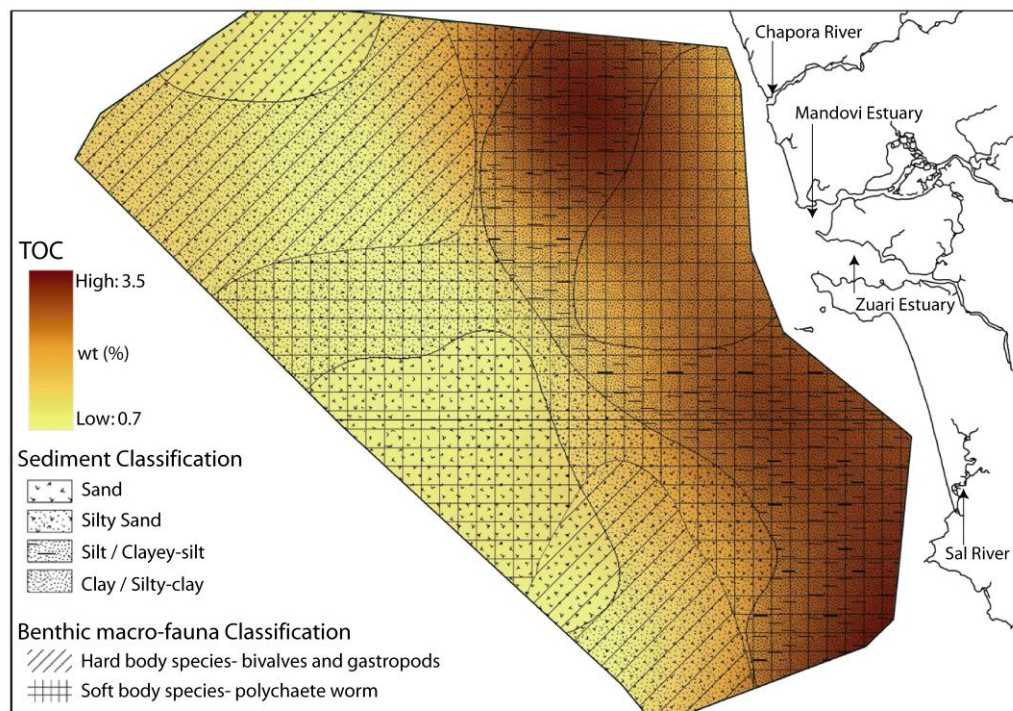 Chapora River
Mandovi Estuary
Zuari Estuary
Sal River
TOC
High: 3.5
wt (%)
Low: 0.7
Sediment Classification
Sand
Silty Sand
Silt / Clayey-silt
Clay / Silty-clay
Benthic macro-fauna Classification
Hard body species- bivalves and gastropods
Soft body species- polychaete worm